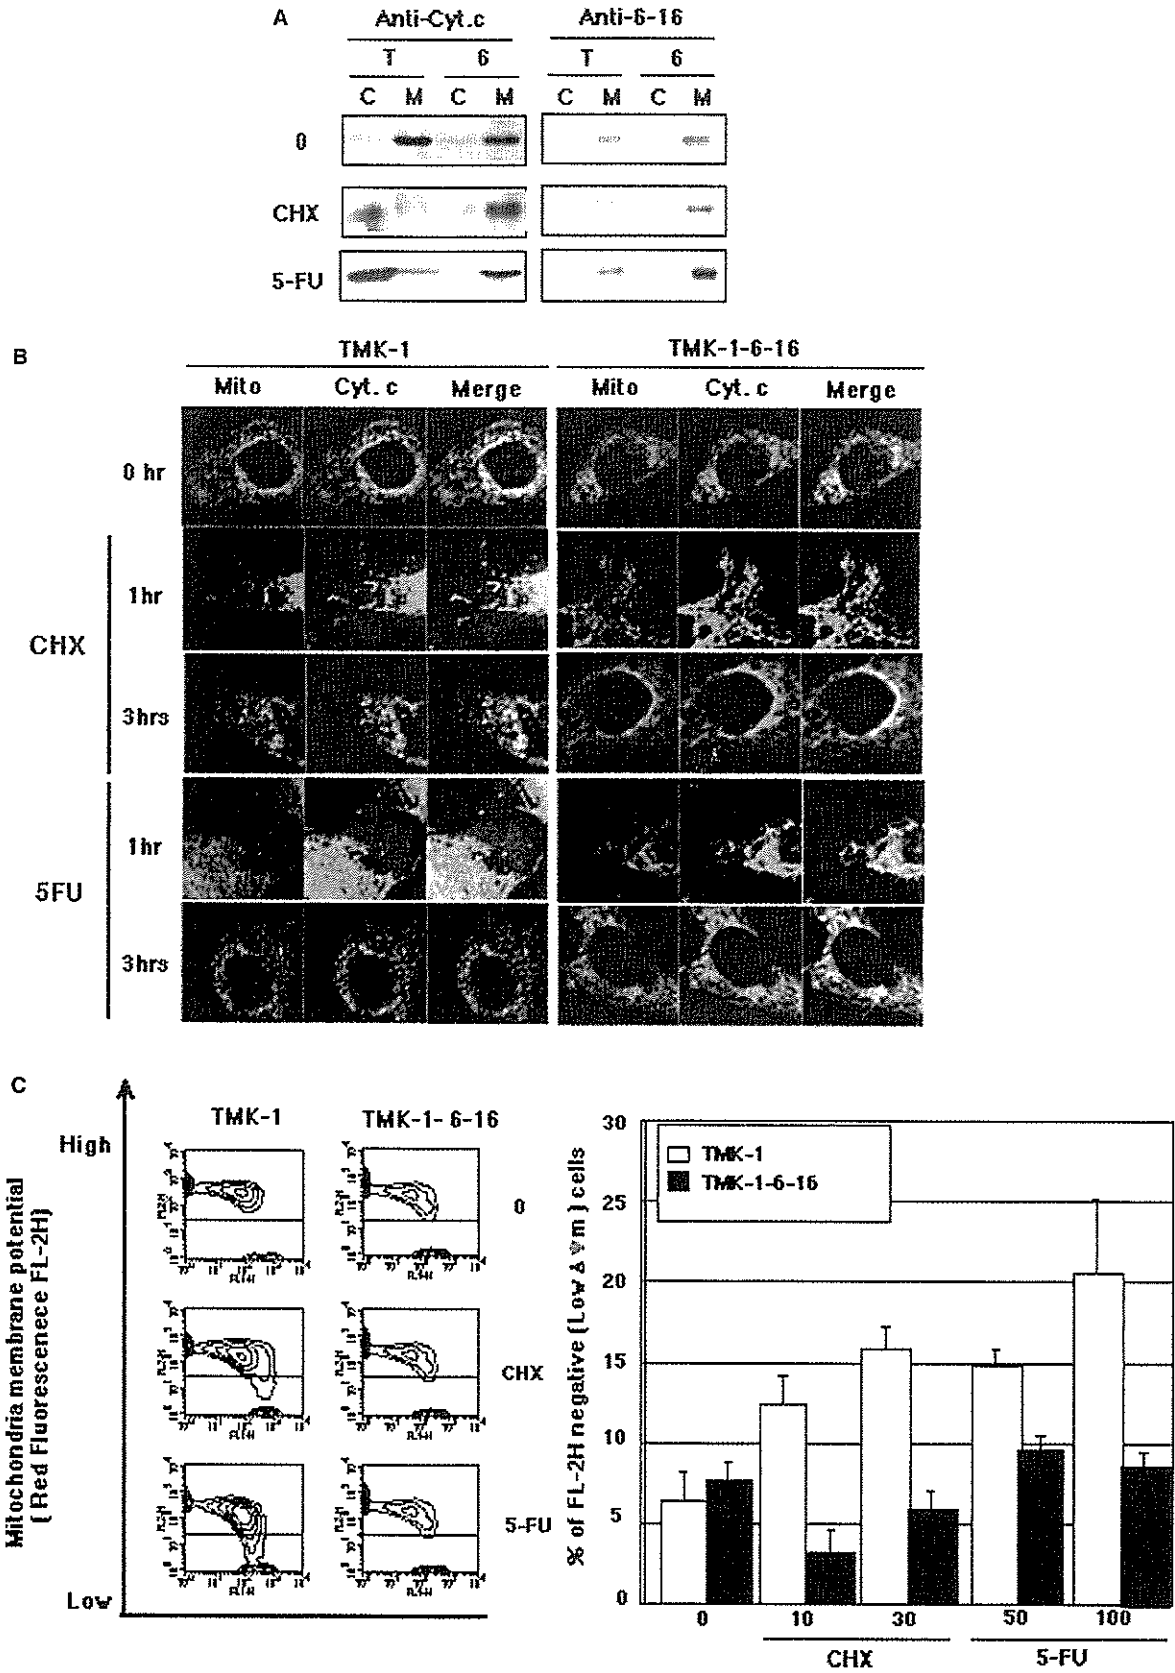 A
Anti-Cyt.c
Anti-6-16
T
6
T
6
C
M
C
M
C
M
C
M
0
CHX
5-FU
B
TMK-1
TMK-1-6-16
Mito
Cyt. c
Merge
Mito
Cyt. c
Merge
0 hr
1hr
CHX
3hrs
1hr
5FU
3hrs
C
Mitochondria membrane potential
( Red Fluorescenece FL-2H)
High
Low
TMK-1
TMK-1-6-16
0
CHX
5-FU
% of FL-2H negative (Low Δ Ψm) cells
30
25
20
15
10
5
0
TMK-1
TMK-1-6-16
0
10
30
50
100
CHX
5-FU